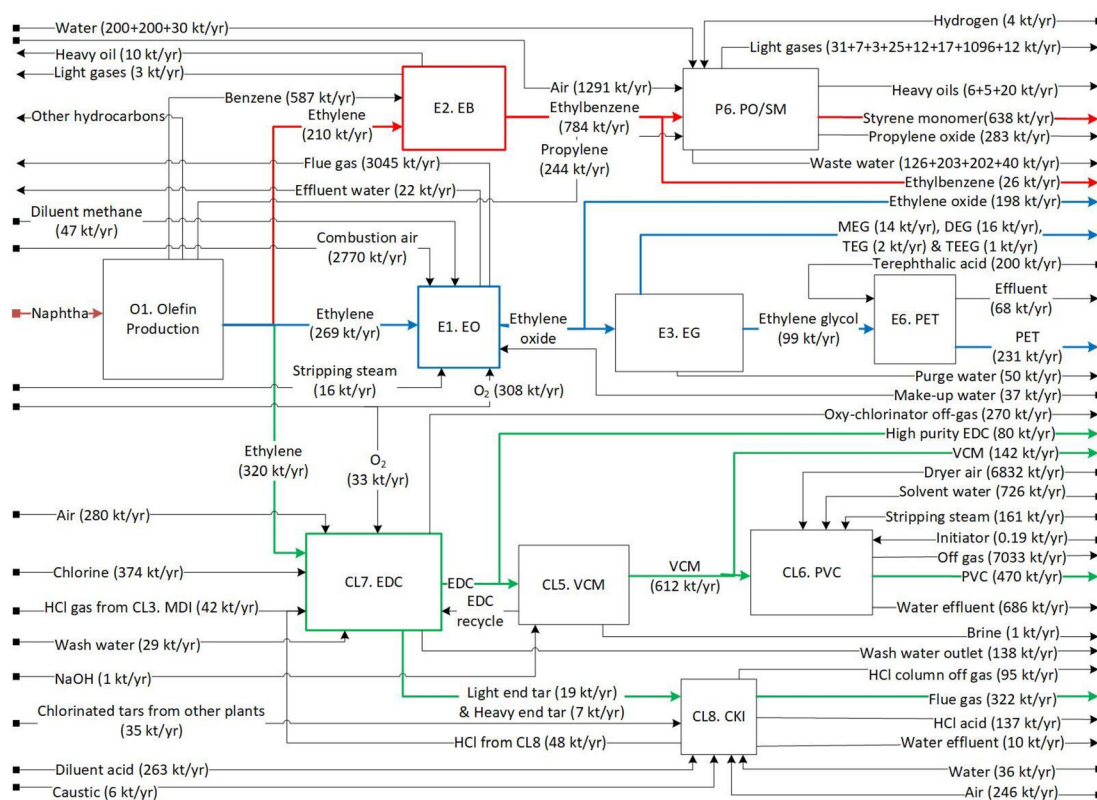 Water (200+200+30 kt/yr)
Hydrogen (4 kt/yr)
Heavy oil (10 kt/yr)
Light gases (31+7+3+25+12+17+1096+12 kt/yr)
Light gases (3 kt/yr)
E2. EB
P6. PO/SM
Benzene (587 kt/yr)
Air (1291 kt/yr)
Heavy oils (6+5+20 kt/yr)
Ethylene
(210 kt/yr)
Ethylbenzene
(784 kt/yr)
Other hydrocarbons
Styrene monomer(638 kt/yr)
Propylene oxide (283 kt/yr)
Propylene
(244 kt/yr)
Flue gas (3045 kt/yr)
Waste water (126+203+202+40 kt/yr)
Effluent water (22 kt/yr)
Ethylbenzene (26 kt/yr)
Ethylene oxide (198 kt/yr)
Diluent methane
(47 kt/yr)
MEG (14 kt/yr), DEG (16 kt/yr),
TEG (2 kt/yr) & TEEG (1 kt/yr)
Combustion air
(2770 kt/yr)
Terephthalic acid (200 kt/yr)
Effluent
(68 kt/yr)
Naphtha
O1. Olefin
Production
Ethylene
(269 kt/yr)
E1. EO
Ethylene
oxide
E3. EG
Ethylene glycol
(99 kt/yr)
E6. PET
PET
(231 kt/yr)
Stripping steam
(16 kt/yr)
Purge water (50 kt/yr)
O2 (308 kt/yr)
Make-up water (37 kt/yr)
Oxy-chlorinator off-gas (270 kt/yr)
High purity EDC (80 kt/yr)
Ethylene
(320 kt/yr)
O2
(33 kt/yr)
VCM (142 kt/yr)
Dryer air (6832 kt/yr)
Solvent water (726 kt/yr)
Air (280 kt/yr)
Stripping steam (161 kt/yr)
Initiator (0.19 kt/yr)
Off gas (7033 kt/yr)
Chlorine (374 kt/yr)
CL7. EDC
EDC
CL5. VCM
VCM
(612 kt/yr)
CL6. PVC
PVC (470 kt/yr)
EDC
recycle
HCl gas from CL3. MDI (42 kt/yr)
Water effluent (686 kt/yr)
Wash water (29 kt/yr)
Brine (1 kt/yr)
Wash water outlet (138 kt/yr)
NaOH (1 kt/yr)
HCl column off gas (95 kt/yr)
Light end tar (19 kt/yr)
& Heavy end tar (7 kt/yr)
Flue gas (322 kt/yr)
Chlorinated tars from other plants
(35 kt/yr)
CL8. CKI
HCl acid (137 kt/yr)
HCl from CL8 (48 kt/yr)
Water effluent (10 kt/yr)
Diluent acid (263 kt/yr)
Water (36 kt/yr)
Caustic (6 kt/yr)
Air (246 kt/yr)